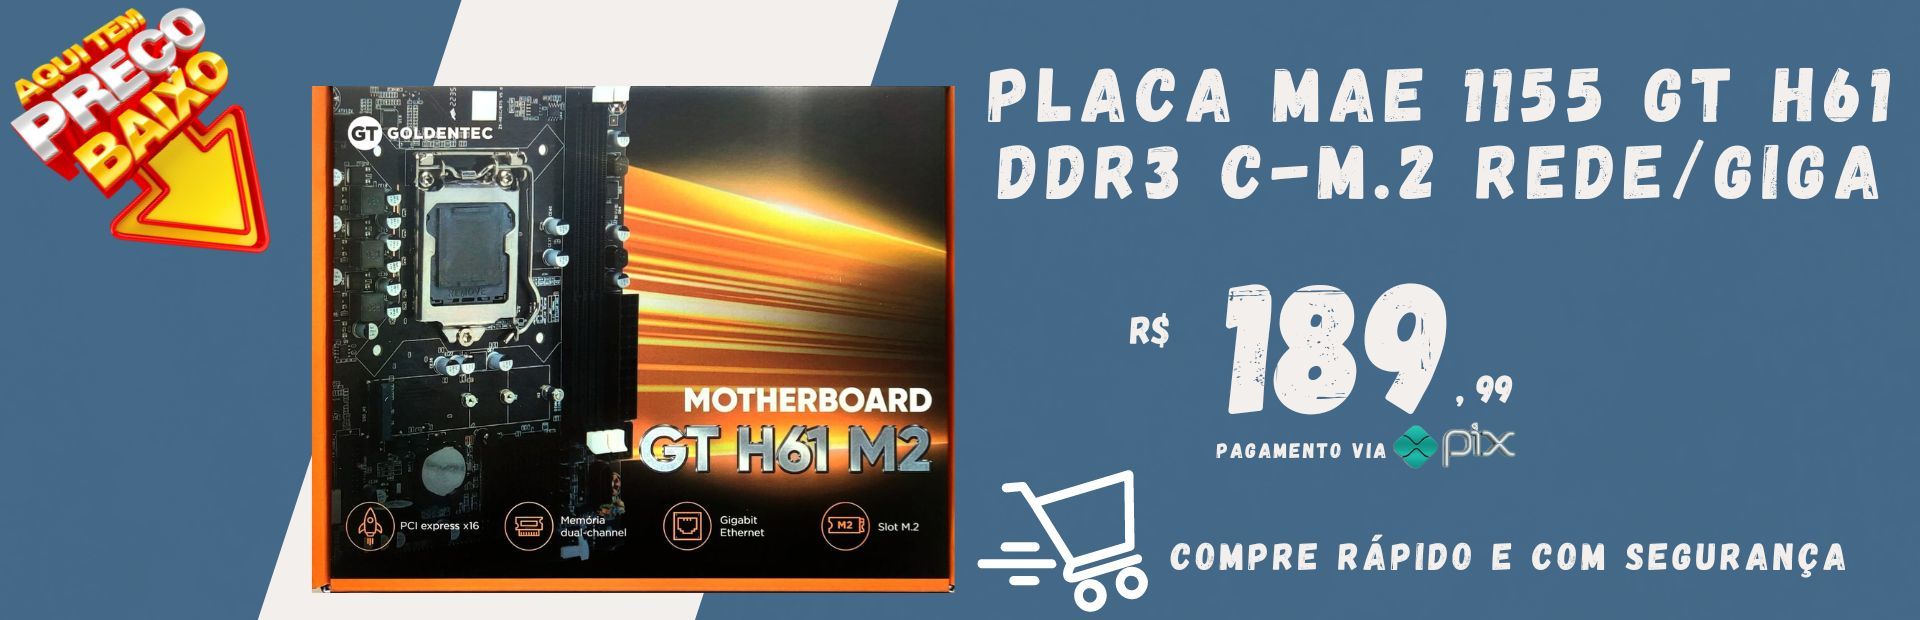 AQUI TEM
PREÇO
BAIXO
GT GOLDENTEC
REMOVE
MOTHERBOARD
GT H61 M2
PCI express x16
Memória
dual-channel
Gigabit
Ethernet
M2
Slot M.2
PLACA MAE 1155 GT H61
DDR3 C-M.2 REDE/GIGA
R$ 189,99
PAGAMENTO VIA pix
COMPRE RÁPIDO E COM SEGURANÇA